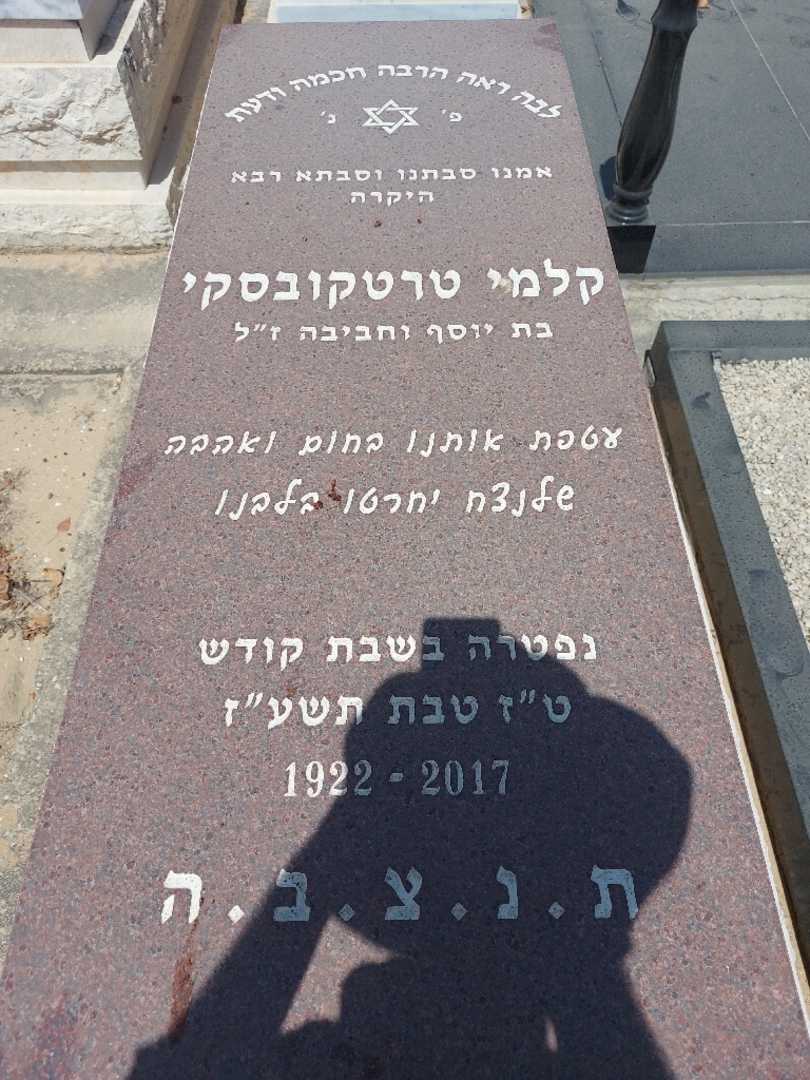 לבה ראה הרבה חכמה ודעת
פ' נ'
אמנו סבתנו וסבתא רבא
היקרה
קלמי טרטקובסקי
בת יוסף וחביבה ז"ל
עטפת אותנו בחום ואהבה
שלנצח יחרטו בלבנו
נפטרה בשבת קודש
ט"ז טבת תשע"ז
1922 - 2017
ת.נ.צ.ב.ה